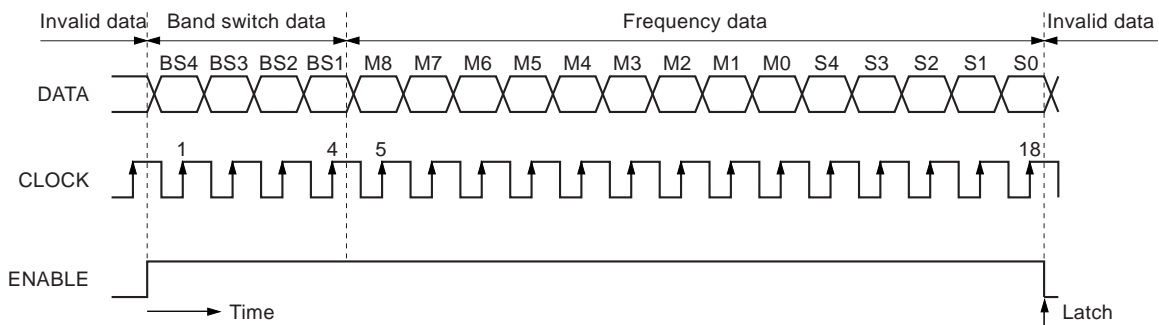 Invalid data Band switch data Frequency data Invalid data
BS4 BS3 BS2 BS1 M8 M7 M6 M5 M4 M3 M2 M1 M0 S4 S3 S2 S1 S0
DATA
1 4 5 18
CLOCK
ENABLE
Time Latch